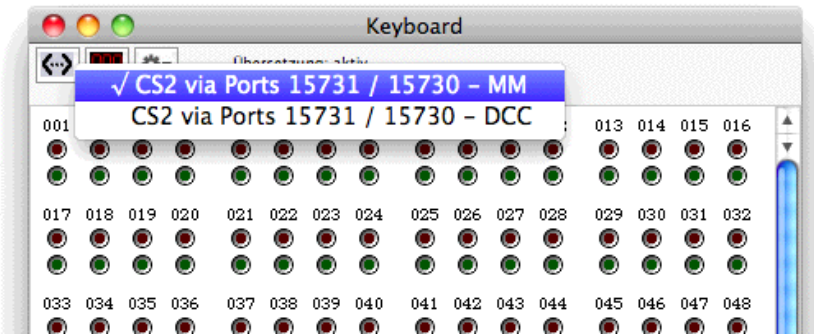 Keyboard
Übersetzung: aktiv
√ CS2 via Ports 15731 / 15730 – MM
CS2 via Ports 15731 / 15730 – DCC
001 013 014 015 016
017 018 019 020 021 022 023 024 025 026 027 028 029 030 031 032
033 034 035 036 037 038 039 040 041 042 043 044 045 046 047 048